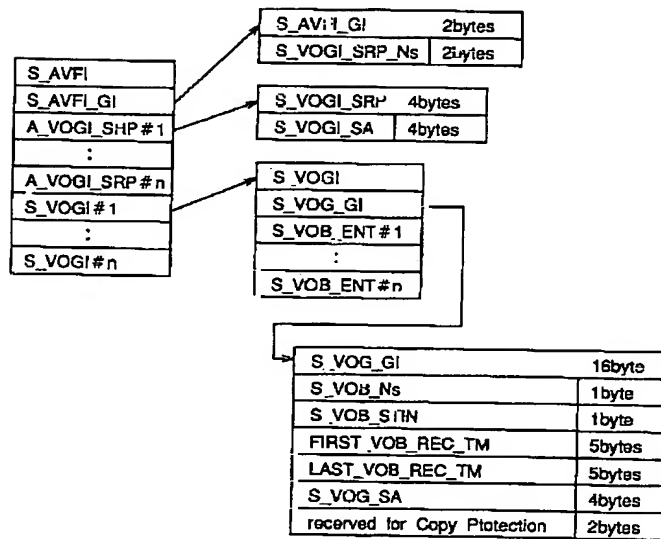 S_AVFI_GI 2bytes
S_VOGI_SRP_Ns 2bytes
S_AVFI
S_AVFI_GI
A_VOGI_SHP#1
:
A_VOGI_SRP#n
S_VOGI#1
:
S_VOGI#n
S_VOGI_SRP 4bytes
S_VOGI_SA 4bytes
S_VOGI
S_VOG_GI
S_VOB_ENT#1
:
S_VOB_ENT#n
S_VOG_GI 16byte
S_VOB_Ns 1byte
S_VOB_STIN 1byte
FIRST_VOB_REC_TM 5bytes
LAST_VOB_REC_TM 5bytes
S_VOG_SA 4bytes
recerved for Copy Ptotection 2bytes